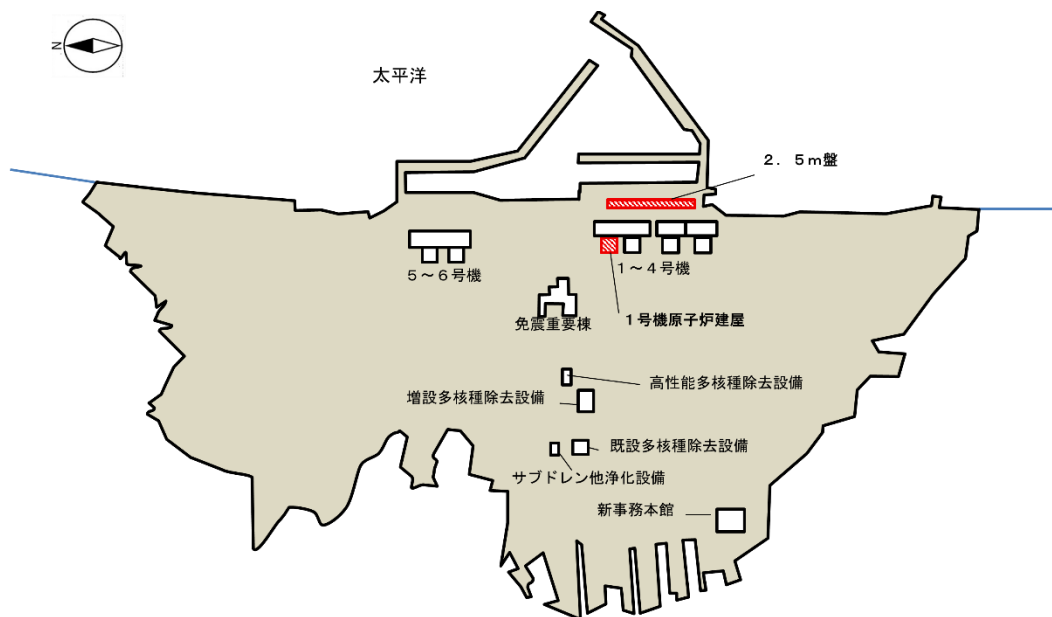 N
太平洋
２．５ｍ盤
５～６号機
１～４号機
免震重要棟
１号機原子炉建屋
高性能多核種除去設備
増設多核種除去設備
既設多核種除去設備
サブドレン他浄化設備
新事務本館